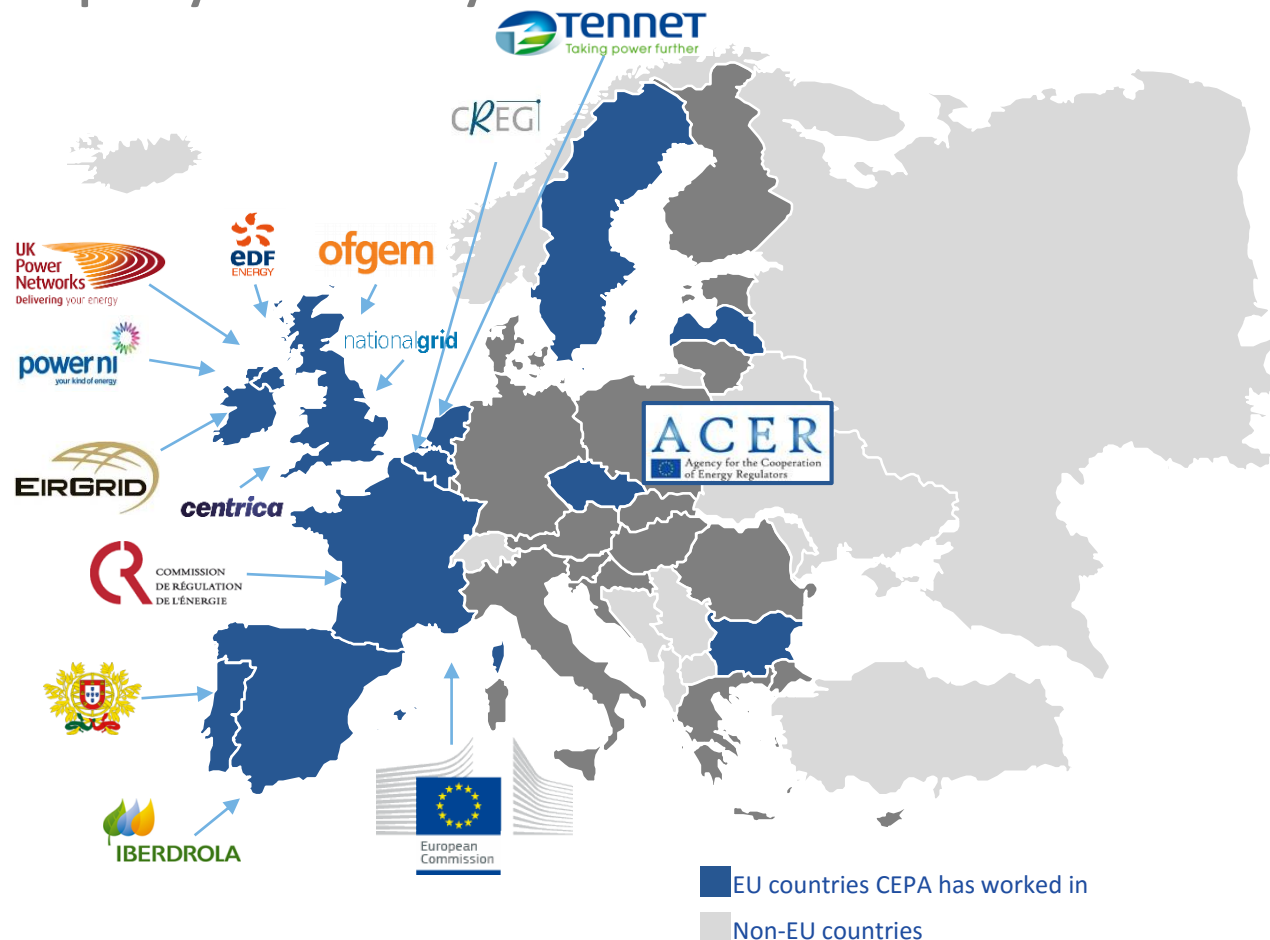 TenneT
Taking power further
CREG
UK
Power
Networks
Delivering your energy
eDF
ENERGY
ofgem
nationalgrid
power ni
your kind of energy
ACER
Agency for the Cooperation
of Energy Regulators
EIRGRID
centrica
COMMISSION
DE RÉGULATION
DE L'ÉNERGIE
IBERDROLA
European
Commission
EU countries CEPA has worked in
Non-EU countries